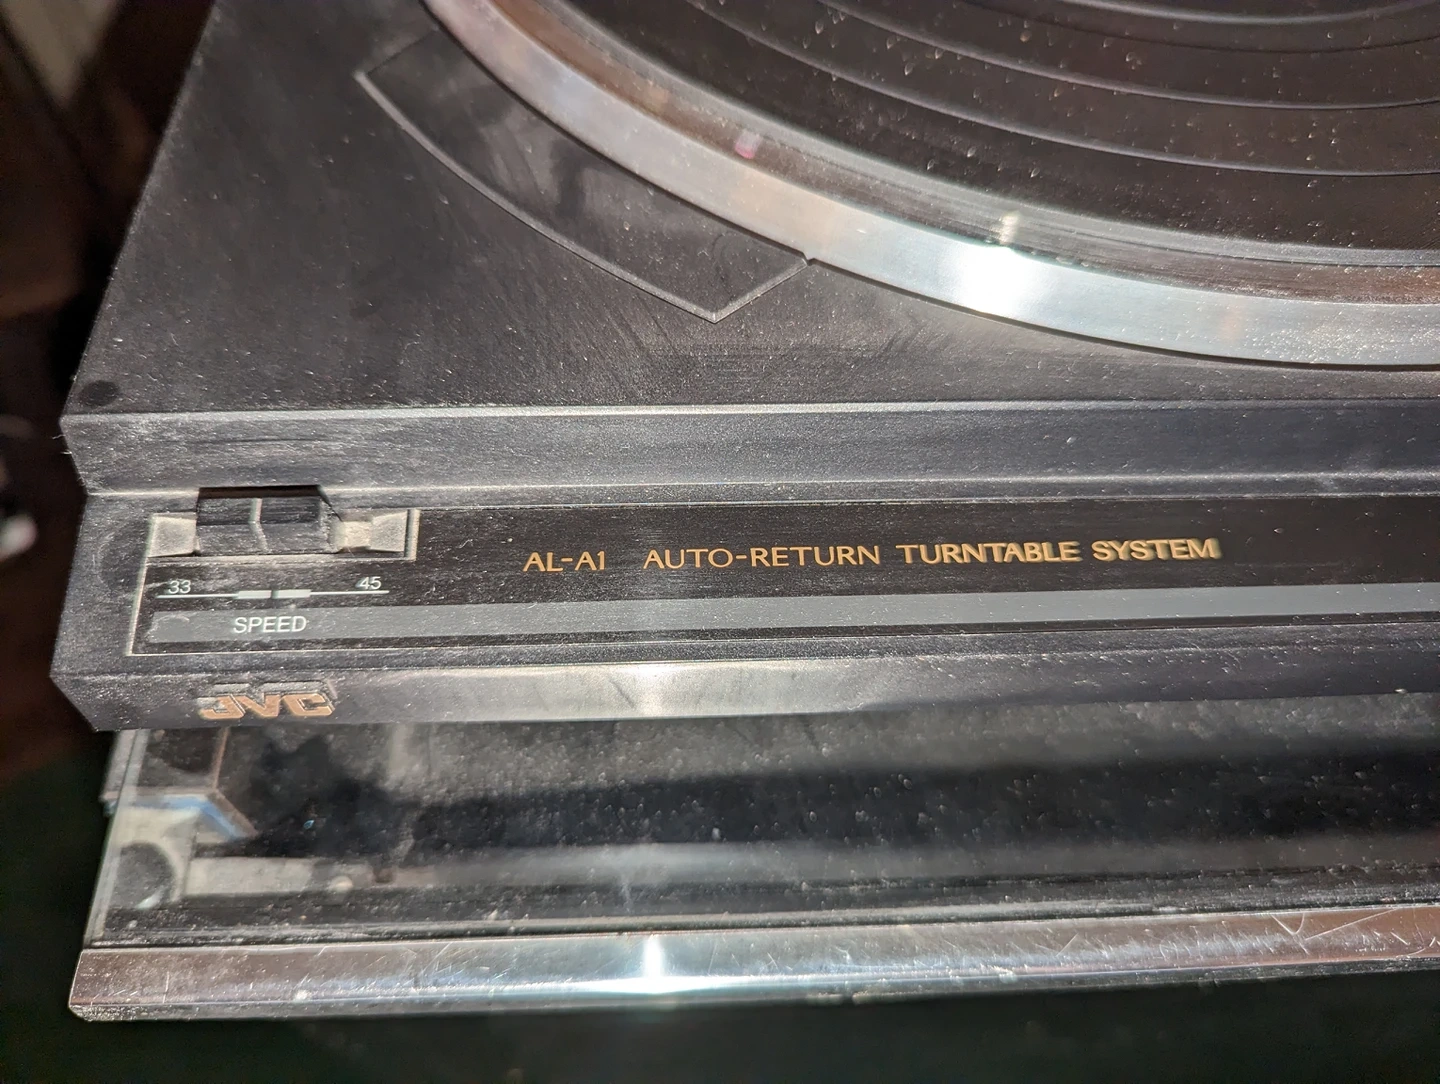 AL-A1 AUTO-RETURN TURNTABLE SYSTEM
33 45
SPEED
JVC